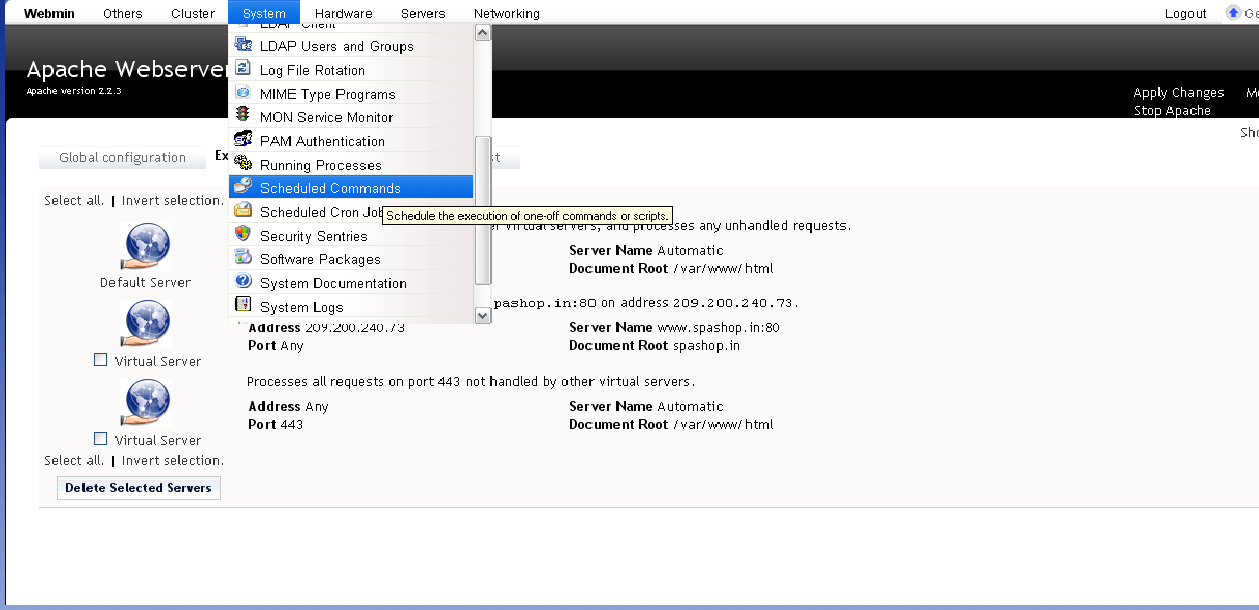 Webmin Others Cluster System Hardware Servers Networking Logout
LDAP Client
LDAP Users and Groups
Log File Rotation
MIME Type Programs
MON Service Monitor
PAM Authentication
Running Processes
Scheduled Commands
Scheduled Cron Job
Security Sentries
Software Packages
System Documentation
System Logs
Schedule the execution of one-off commands or scripts.
Apache Webserver
Apache version 2.2.3
Apply Changes
Stop Apache
Global configuration Ex
Select all. | Invert selection.
virtual servers, and processes any unhandled requests.
Server Name Automatic
Document Root /var/www/html
Default Server
pashop.in:80 on address 209.200.240.73.
Address 209.200.240.73 Server Name www.spashop.in:80
Port Any Document Root spashop.in
Virtual Server
Processes all requests on port 443 not handled by other virtual servers.
Address Any Server Name Automatic
Port 443 Document Root /var/www/html
Virtual Server
Select all. | Invert selection.
Delete Selected Servers